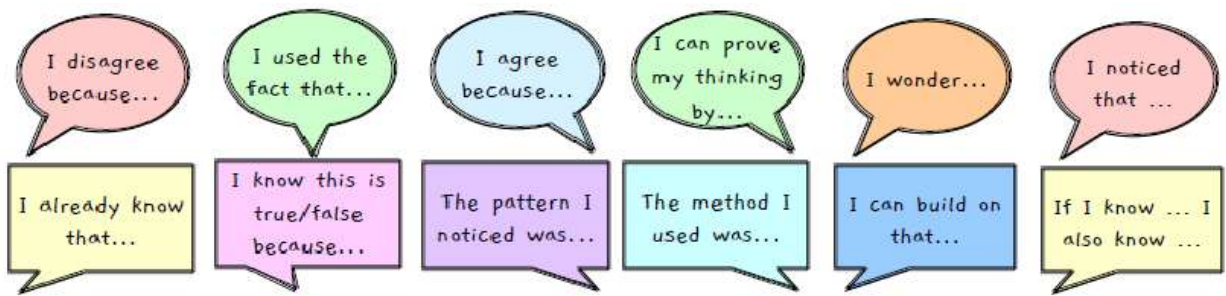 I disagree
because...
I used the
fact that...
I agree
because...
I can prove
my thinking
by...
I wonder...
I noticed
that ...
I already know
that...
I know this is
true/false
because...
The pattern I
noticed was...
The method I
used was...
I can build on
that...
If I know ... I
also know ...